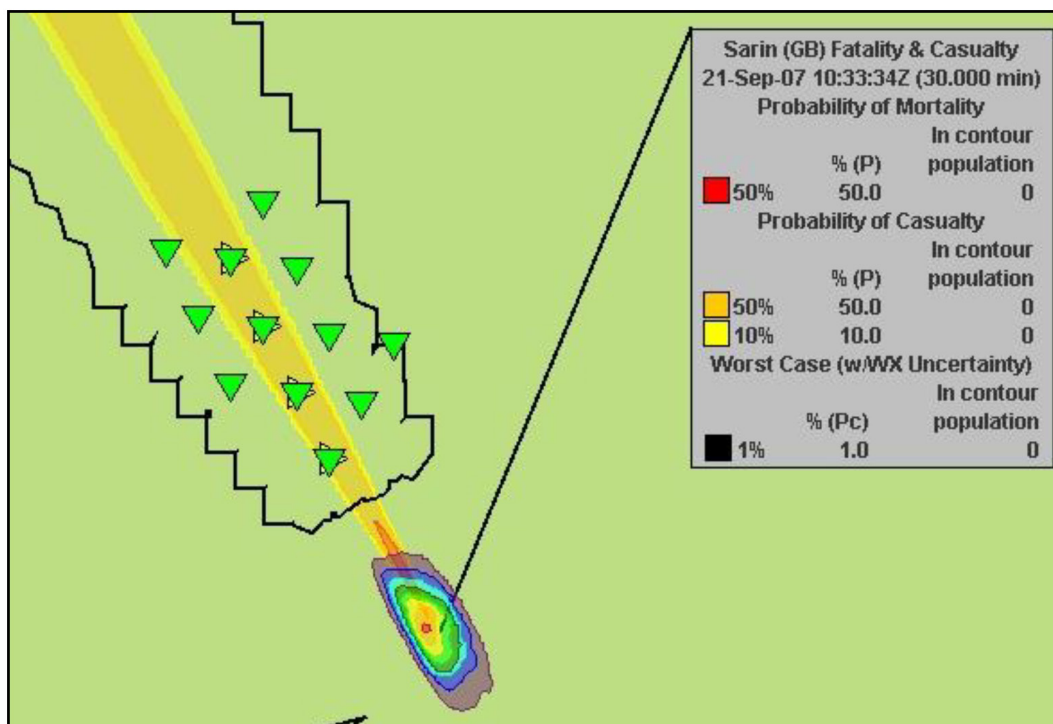 Sarin (GB) Fatality & Casualty
21-Sep-07 10:33:34Z (30.000 min)
Probability of Mortality
In contour
% (P) population
50% 50.0 0
Probability of Casualty
In contour
% (P) population
50% 50.0 0
10% 10.0 0
Worst Case (w/WX Uncertainty)
In contour
% (Pc) population
1% 1.0 0